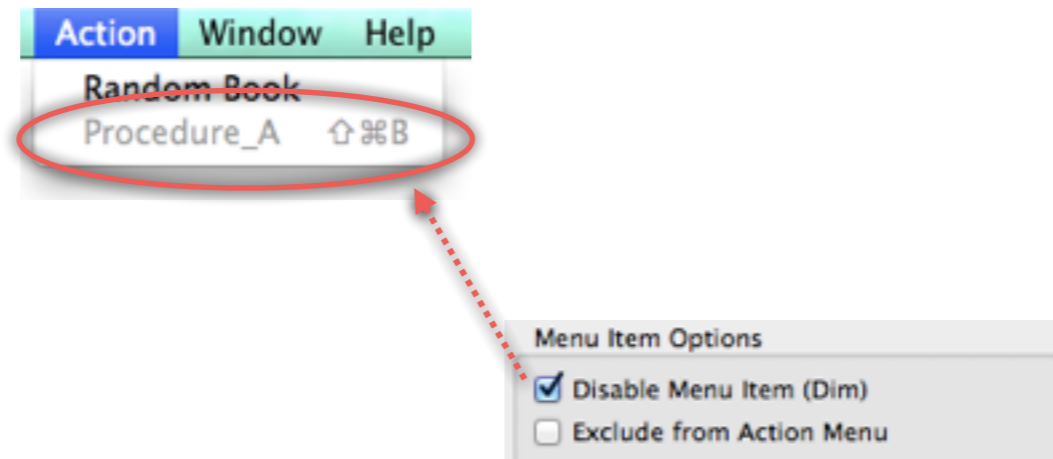 Action Window Help
Random Book
Procedure_A ⇧⌘B
Menu Item Options
Disable Menu Item (Dim)
Exclude from Action Menu